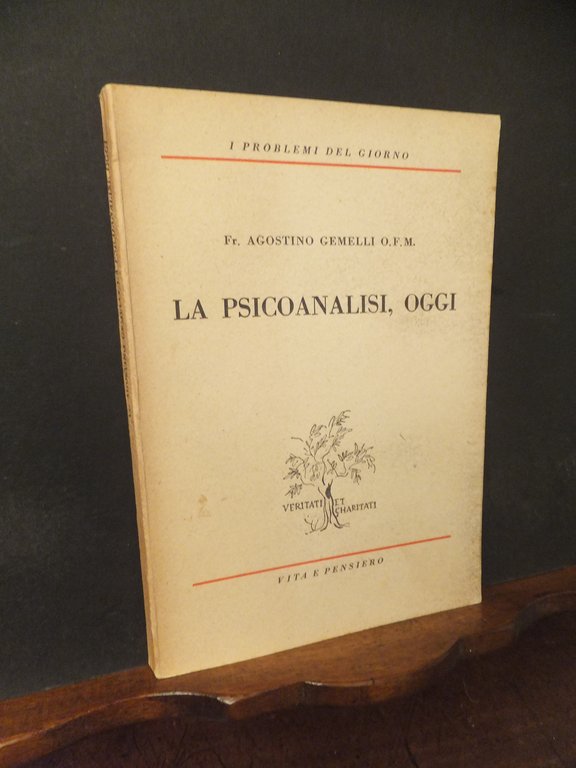 I PROBLEMI DEL GIORNO
Fr. AGOSTINO GEMELLI O.F.M.
LA PSICOANALISI, OGGI
VERITATI ET
CHARITATI
VITA E PENSIERO